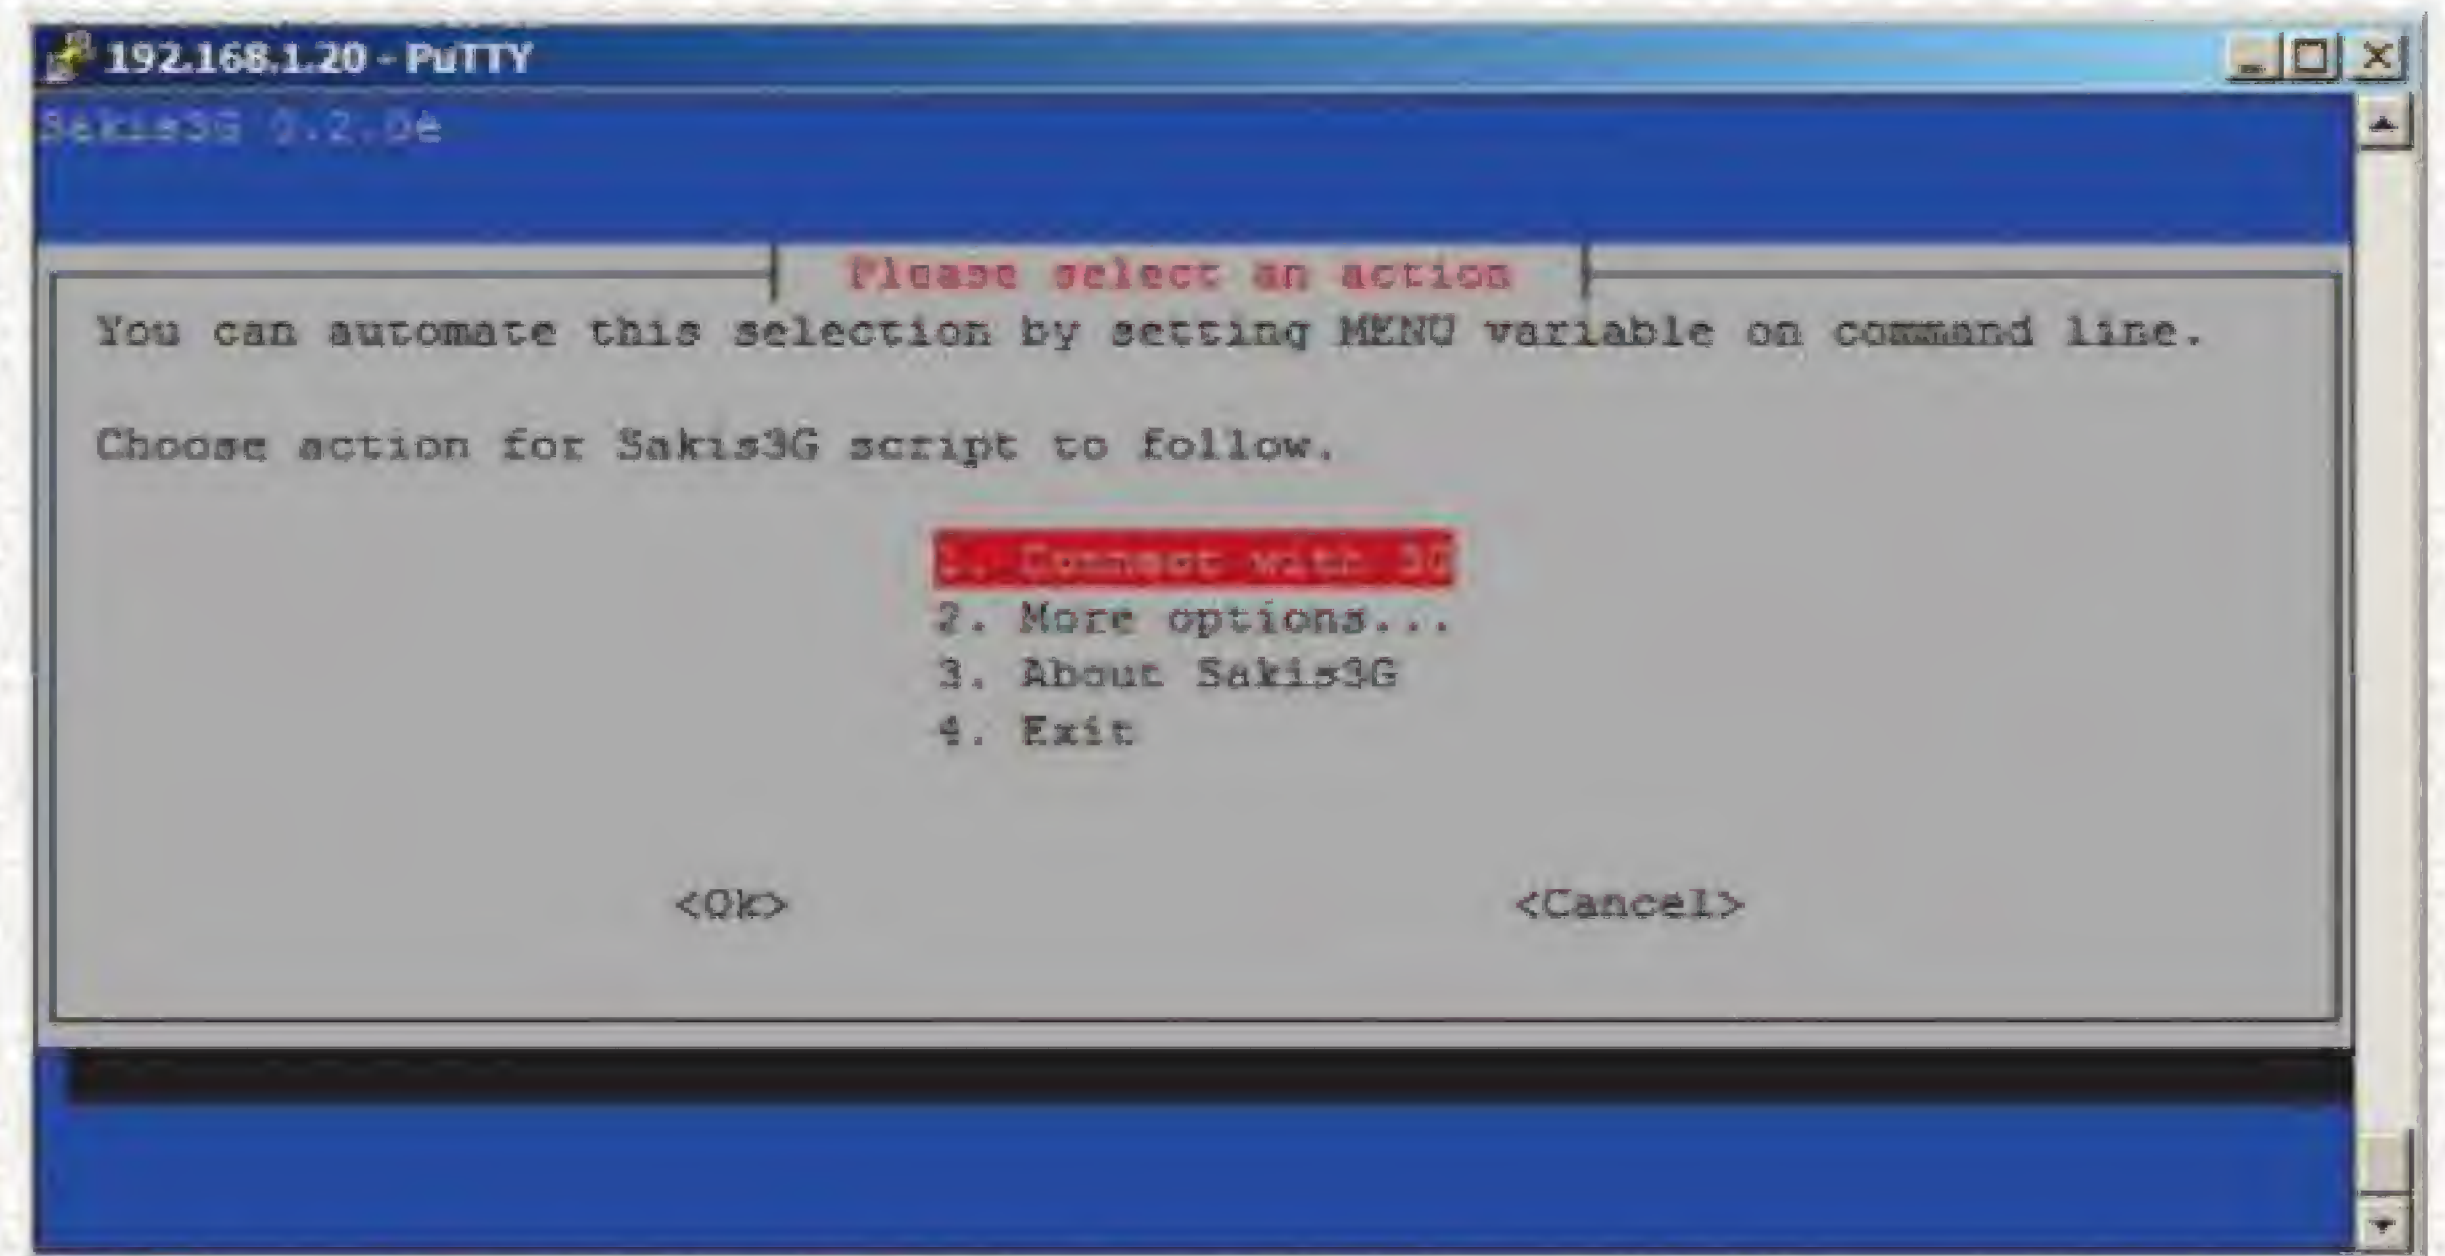 192.168.1.20 - PuTTY
Sakis3G 0.2.0e
Please select an action
You can automate this selection by setting MENU variable on command line.
Choose action for Sakis3G script to follow.
1. Connect with 3G
2. More options...
3. About Sakis3G
4. Exit
<Ok> <Cancel>